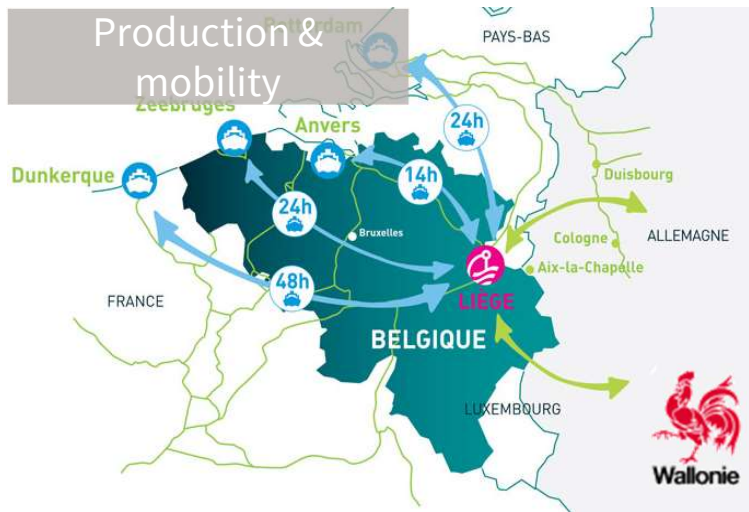 Production &
mobility
Rotterdam
PAYS-BAS
Zeebruges
Anvers
24h
Dunkerque
14h
Duisbourg
24h
Bruxelles
Cologne
ALLEMAGNE
Aix-la-Chapelle
48h
LIÈGE
FRANCE
BELGIQUE
LUXEMBOURG
Wallonie